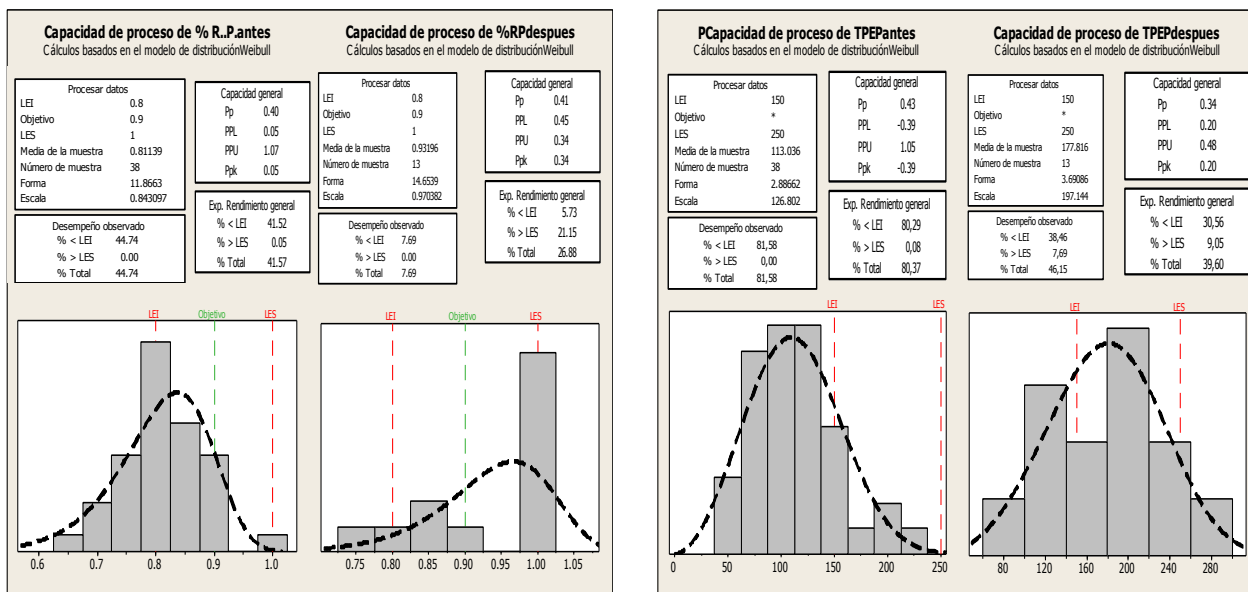 Capacidad de proceso de % R..P.antes
Cálculos basados en el modelo de distribuciónWeibull
Procesar datos
LEI 0.8
Objetivo 0.9
LES 1
Media de la muestra 0.81139
Número de muestra 38
Forma 11.8663
Escala 0.843097
Capacidad general
Pp 0.40
PPL 0.05
PPU 1.07
Ppk 0.05
Desempeño observado
% < LEI 44.74
% > LES 0.00
% Total 44.74
Exp. Rendimiento general
% < LEI 41.52
% > LES 0.05
% Total 41.57
LEI Objetivo LES
0.6 0.7 0.8 0.9 1.0
Capacidad de proceso de %RPdespues
Cálculos basados en el modelo de distribuciónWeibull
Procesar datos
LEI 0.8
Objetivo 0.9
LES 1
Media de la muestra 0.93196
Número de muestra 13
Forma 14.6539
Escala 0.970382
Capacidad general
Pp 0.41
PPL 0.45
PPU 0.34
Ppk 0.34
Desempeño observado
% < LEI 7.69
% > LES 0.00
% Total 7.69
Exp. Rendimiento general
% < LEI 5.73
% > LES 21.15
% Total 26.88
LEI Objetivo LES
0.75 0.80 0.85 0.90 0.95 1.00 1.05
PCapacidad de proceso de TPEPantes
Cálculos basados en el modelo de distribuciónWeibull
Procesar datos
LEI 150
Objetivo *
LES 250
Media de la muestra 113.036
Número de muestra 38
Forma 2.88662
Escala 126.802
Capacidad general
Pp 0.43
PPL -0.39
PPU 1.05
Ppk -0.39
Desempeño observado
% < LEI 81,58
% > LES 0,00
% Total 81,58
Exp. Rendimiento general
% < LEI 80,29
% > LES 0,08
% Total 80,37
LEI LES
0 50 100 150 200 250
Capacidad de proceso de TPEPdespues
Cálculos basados en el modelo de distribuciónWeibull
Procesar datos
LEI 150
Objetivo *
LES 250
Media de la muestra 177.816
Número de muestra 13
Forma 3.69086
Escala 197.144
Capacidad general
Pp 0.34
PPL 0.20
PPU 0.48
Ppk 0.20
Desempeño observado
% < LEI 38,46
% > LES 7,69
% Total 46,15
Exp. Rendimiento general
% < LEI 30,56
% > LES 9,05
% Total 39,60
LEI LES
80 120 160 200 240 280